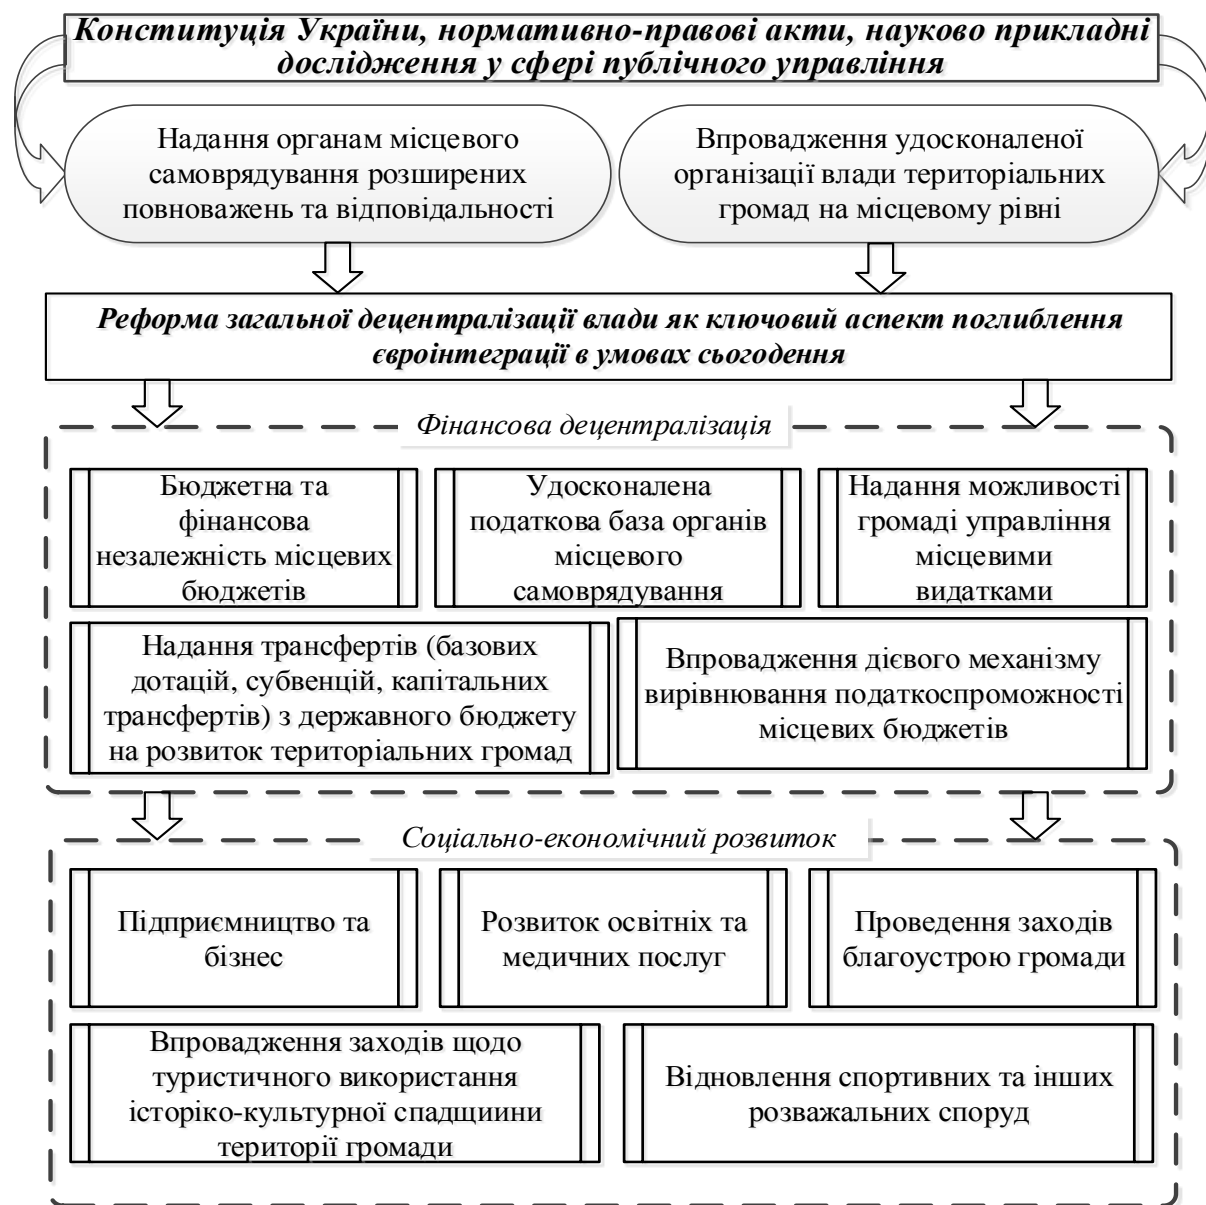 Конституція України, нормативно-правові акти, науково прикладні
дослідження у сфері публічного управління
Надання органам місцевого
самоврядування розширених
повноважень та відповідальності
Впровадження удосконаленої
організації влади територіальних
громад на місцевому рівні
Реформа загальної децентралізації влади як ключовий аспект поглиблення
євроінтеграції в умовах сьогодення
Фінансова децентралізація
Бюджетна та
фінансова
незалежність місцевих
бюджетів
Удосконалена
податкова база органів
місцевого
самоврядування
Надання можливості
громаді управління
місцевими
видатками
Надання трансфертів (базових
дотацій, субвенцій, капітальних
трансфертів) з державного бюджету
на розвиток територіальних громад
Впровадження дієвого механізму
вирівнювання податкоспроможності
місцевих бюджетів
Соціально-економічний розвиток
Підприємництво та
бізнес
Розвиток освітніх та
медичних послуг
Проведення заходів
благоустрою громади
Впровадження заходів щодо
туристичного використання
історіко-культурної спадщиини
території громади
Відновлення спортивних та інших
розважальних споруд